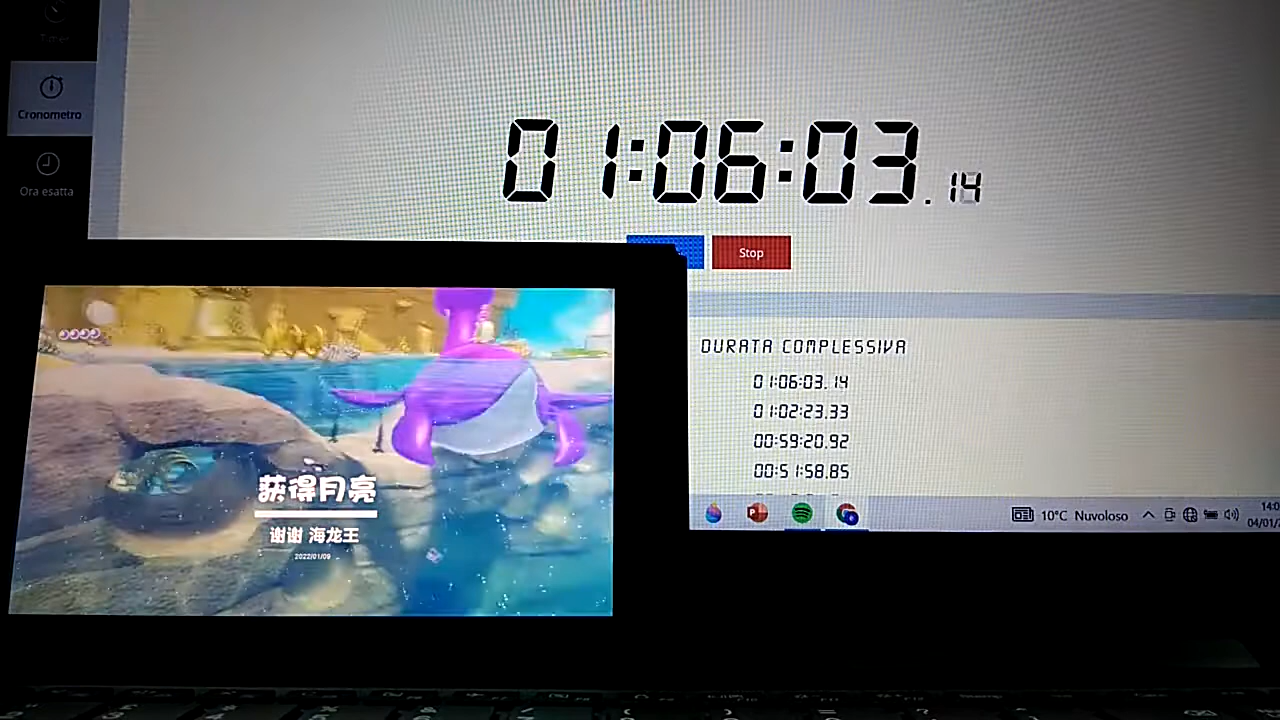 Timer
Cronometro
Ora esatta
01:06:03.14
Stop
DURATA COMPLESSIVA
01:06:03.14
01:02:23.33
00:59:20.92
00:51:58.85
获得月亮
谢谢 海龙王
2022/01/09
10°C Nuvoloso